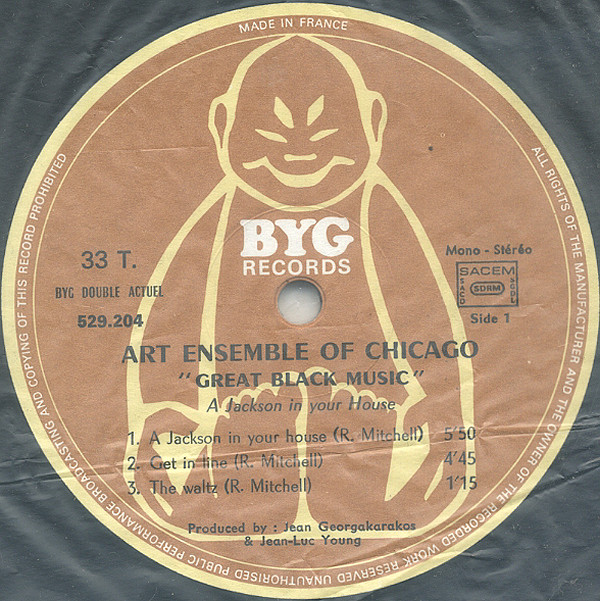 MADE IN FRANCE
ALL RIGHTS OF THE MANUFACTURER AND THE OWNER OF THE RECORDED WORK RESERVED UNAUTHORISED PUBLIC PERFORMANCE BROADCASTING AND COPYING OF THIS RECORD PROHIBITED
BYG
RECORDS
33 T.
BYG DOUBLE ACTUEL
529.204
Mono - Stéréo
SACEM
SACD
SDRM
SGDL
Side 1
ART ENSEMBLE OF CHICAGO
"GREAT BLACK MUSIC"
A Jackson in your House
1. A Jackson in your house (R. Mitchell) 5'50
2. Get in line (R. Mitchell) 4'45
3. The waltz (R. Mitchell) 1'15
Produced by : Jean Georgakarakos
& Jean-Luc Young